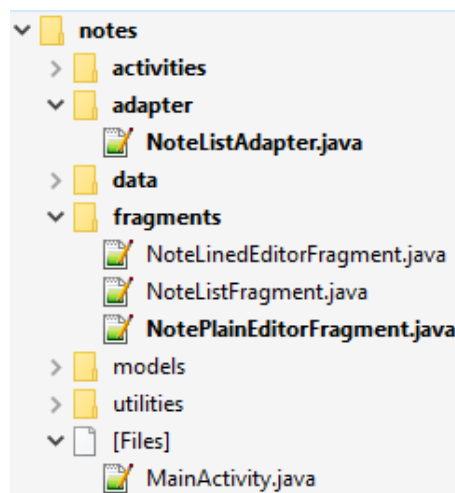 notes
activities
adapter
NoteListAdapter.java
data
fragments
NoteLinedEditorFragment.java
NoteListFragment.java
NotePlainEditorFragment.java
models
utilities
[Files]
MainActivity.java